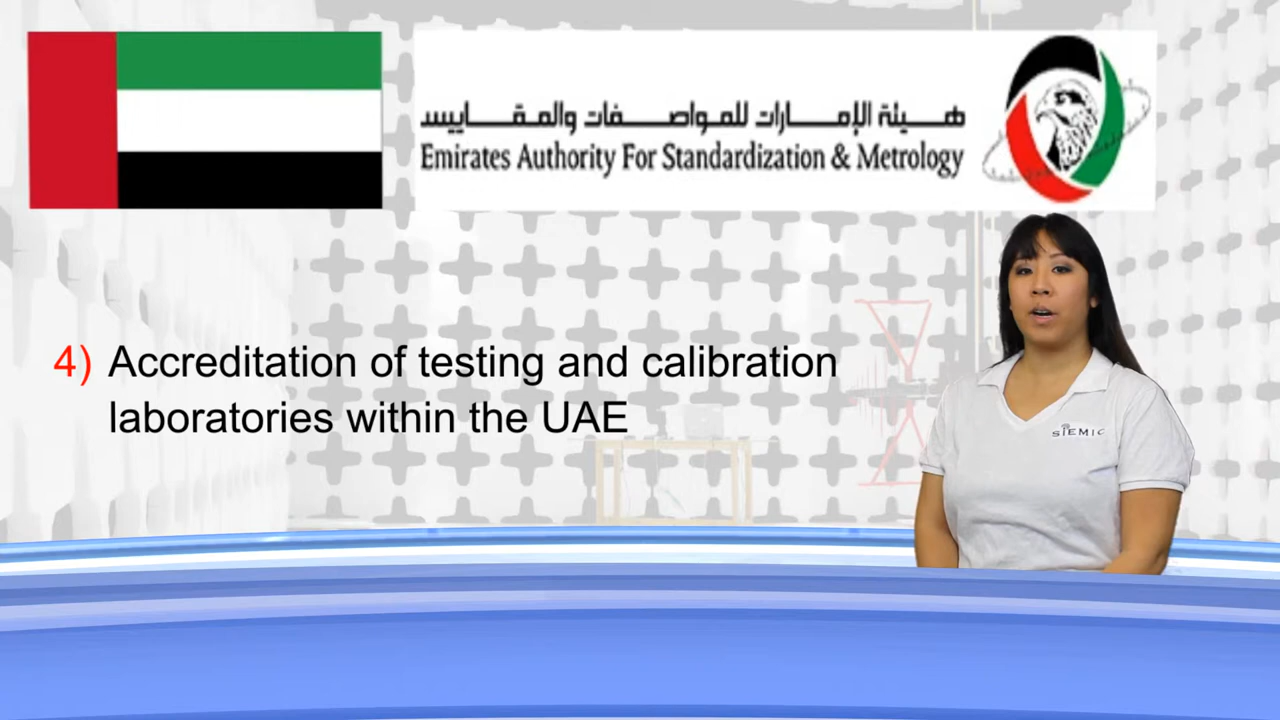 هيئة الإمارات للمواصفات والمقاييس
Emirates Authority For Standardization & Metrology
4) Accreditation of testing and calibration
laboratories within the UAE
SIEMIC